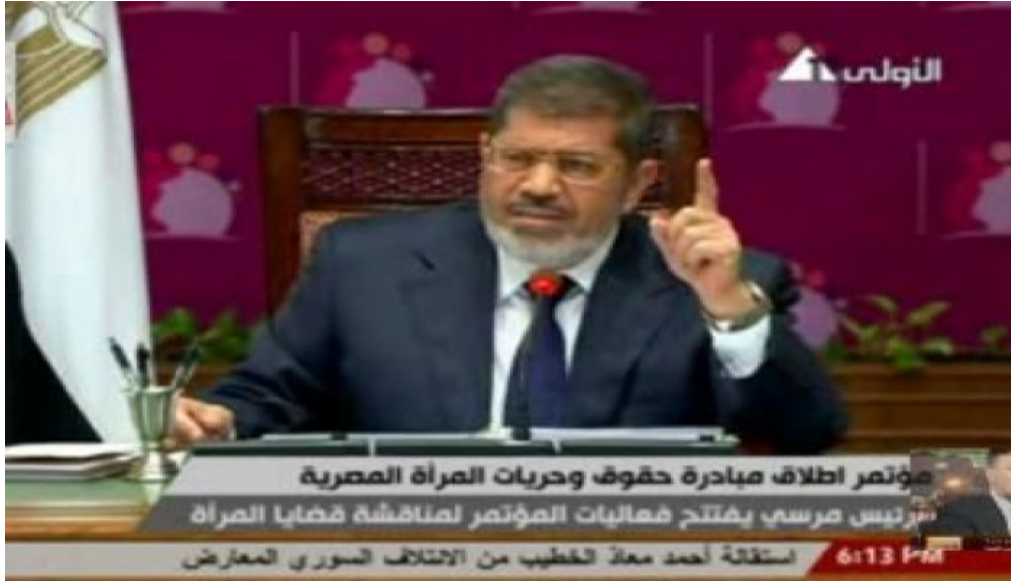 الأولى
مؤتمر اطلاق مبادرة حقوق وحريات المرأة المصرية
مرسي يفتتح فعاليات المؤتمر لمناقشة قضايا المرأة
6:13 PM استقالة أحمد معاذ الخطيب من الائتلاف السوري المعارض